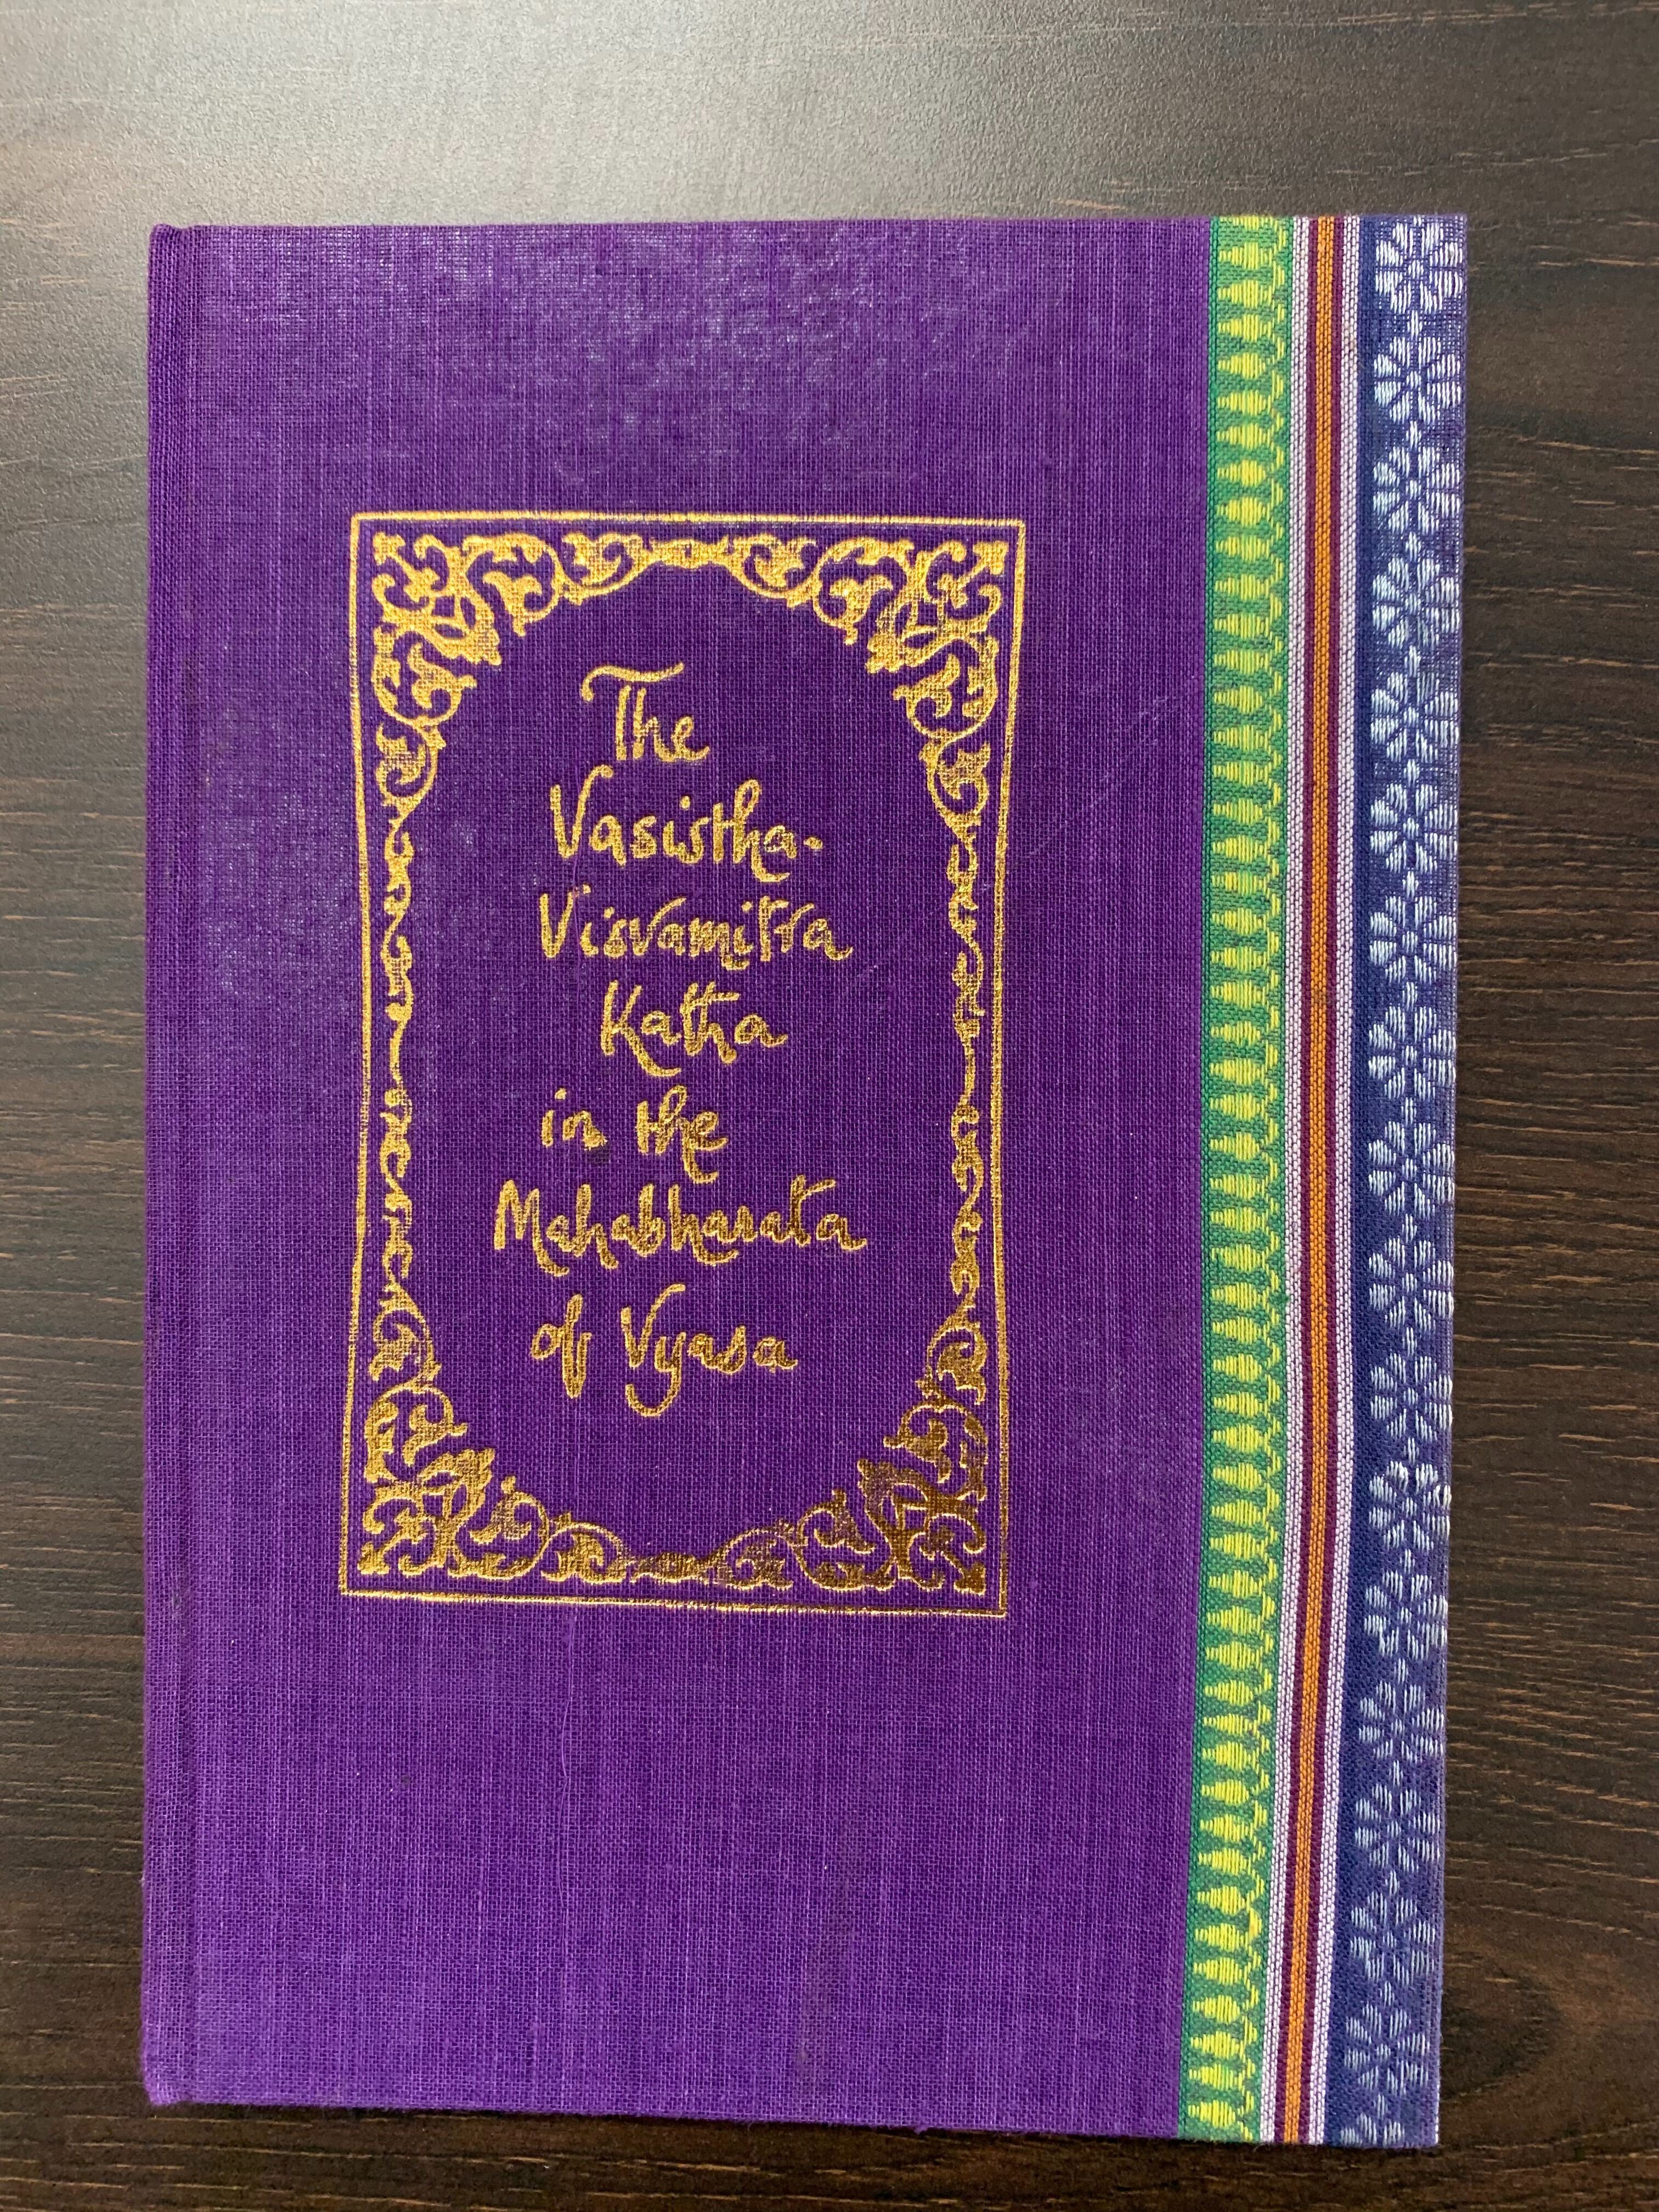 The
Vasistha-
Visvamitra
Katha
in the
Mahabharata
of Vyasa